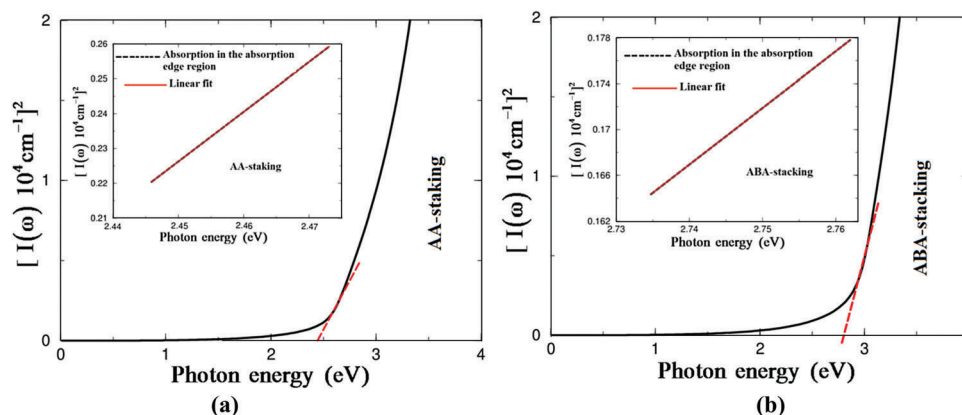 2
1
0
[ I(ω) 10⁴cm⁻¹]²
0.26
0.25
0.24
0.23
0.22
0.21
[ I(ω) 10⁴cm⁻¹]²
Absorption in the absorption
edge region
Linear fit
AA-staking
2.44
2.45
2.46
2.47
Photon energy (eV)
AA-staking
0
1
2
3
4
Photon energy (eV)
(a)
2
1
0
[ I(ω) 10⁴cm⁻¹]²
0.178
0.174
0.17
0.166
0.162
[ I(ω) 10⁴cm⁻¹]²
Absorption in the absorption
edge region
Linear fit
ABA-stacking
2.73
2.74
2.75
2.76
Photon energy (eV)
ABA-stacking
0
1
2
3
Photon energy (eV)
(b)